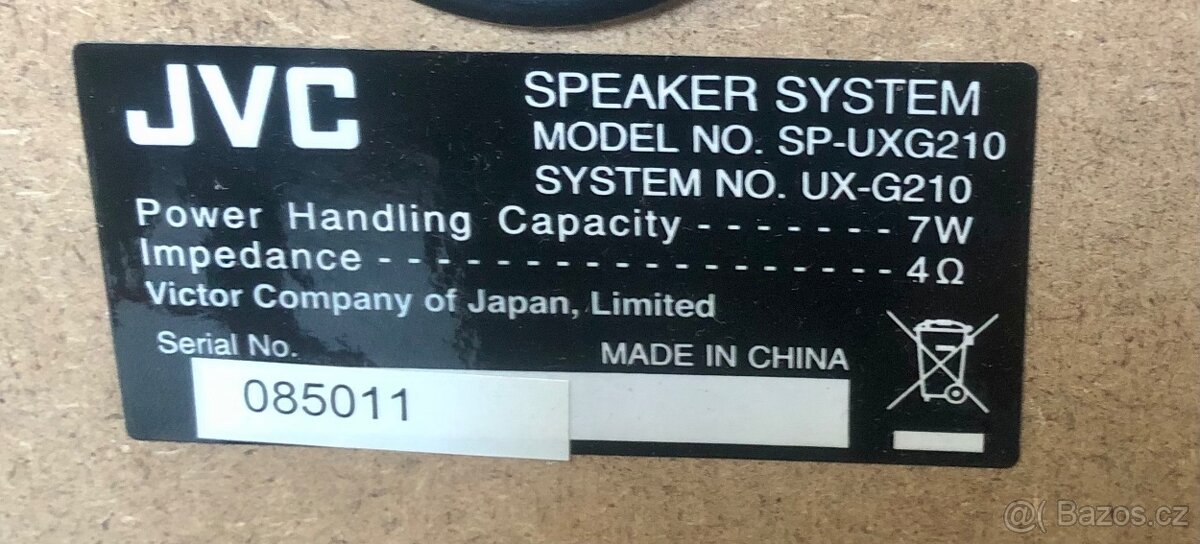 JVC
SPEAKER SYSTEM
MODEL NO. SP-UXG210
SYSTEM NO. UX-G210
Power Handling Capacity - - - - - - - 7W
Impedance - - - - - - - - - - - - - - - - - - 4Ω
Victor Company of Japan, Limited
Serial No.
MADE IN CHINA
085011
@( Bazos.cz